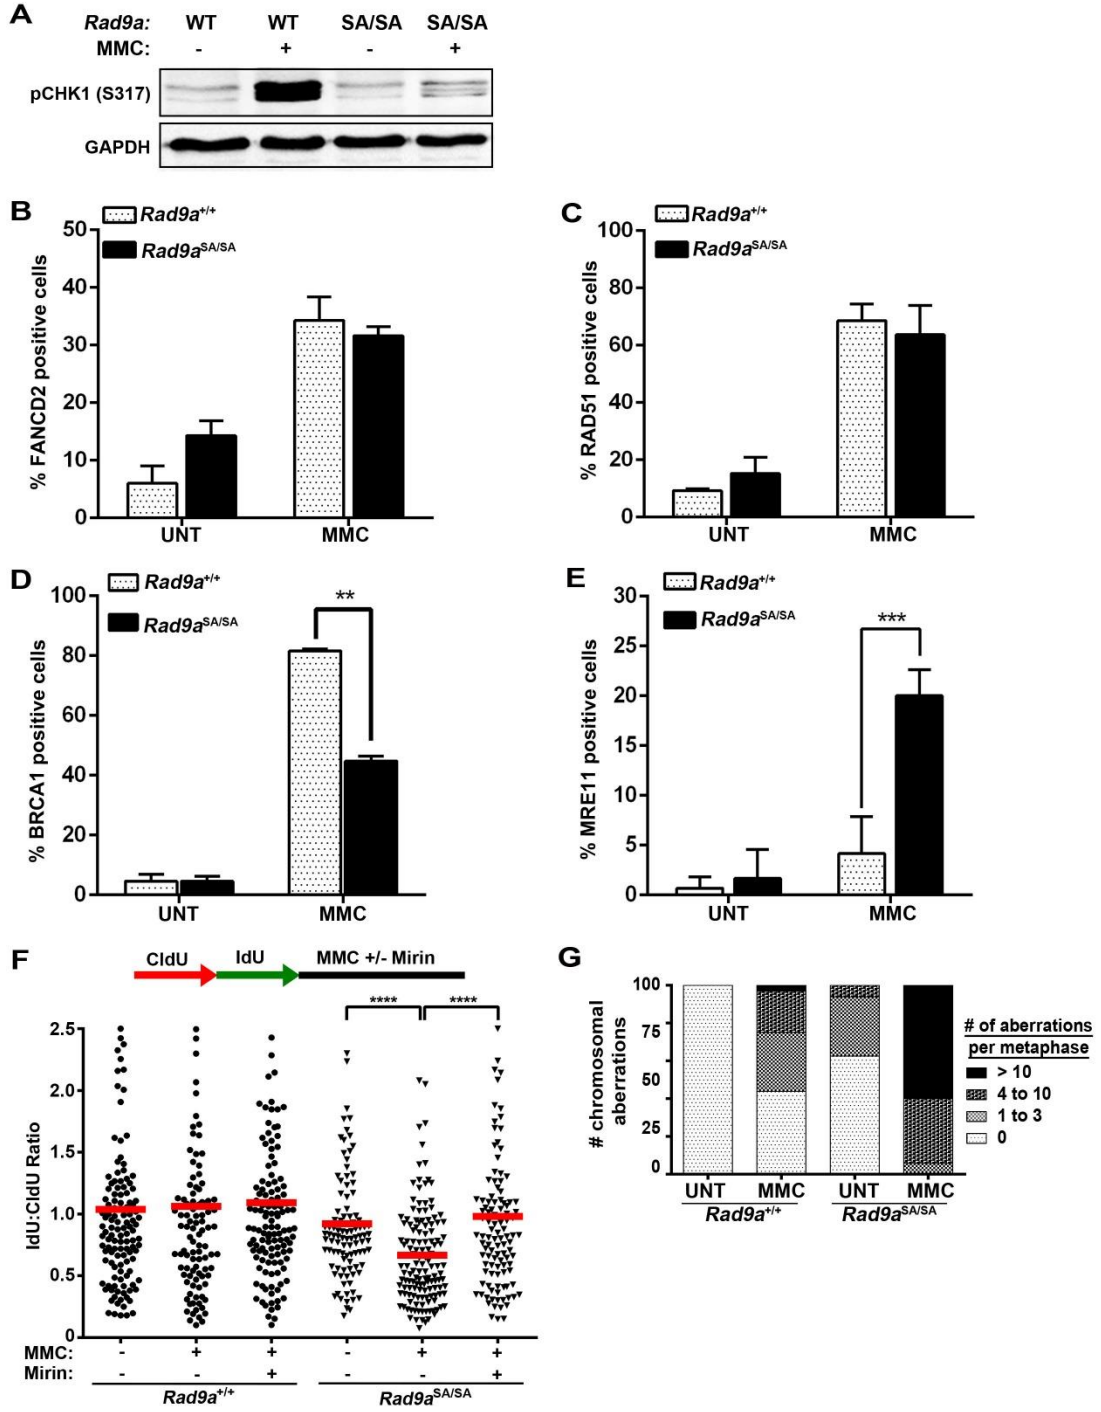 A
Rad9a: WT WT SA/SA SA/SA
MMC: - + - +
pCHK1 (S317)
GAPDH
B
Rad9a+/+
Rad9aSA/SA
% FANCD2 positive cells
50
40
30
20
10
0
UNT MMC
C
Rad9a+/+
Rad9aSA/SA
% RAD51 positive cells
100
80
60
40
20
0
UNT MMC
D
Rad9a+/+
Rad9aSA/SA
% BRCA1 positive cells
100
80
60
40
20
0
**
UNT MMC
E
Rad9a+/+
Rad9aSA/SA
% MRE11 positive cells
30
25
20
15
10
5
0
***
UNT MMC
F
CldU IdU MMC +/- Mirin
**** ****
IdU:CldU Ratio
2.5
2.0
1.5
1.0
0.5
0
MMC: - + + - + +
Mirin: - - + - - +
Rad9a+/+ Rad9aSA/SA
G
# chromosomal
aberrations
100
75
50
25
0
UNT MMC UNT MMC
Rad9a+/+ Rad9aSA/SA
# of aberrations
per metaphase
> 10
4 to 10
1 to 3
0